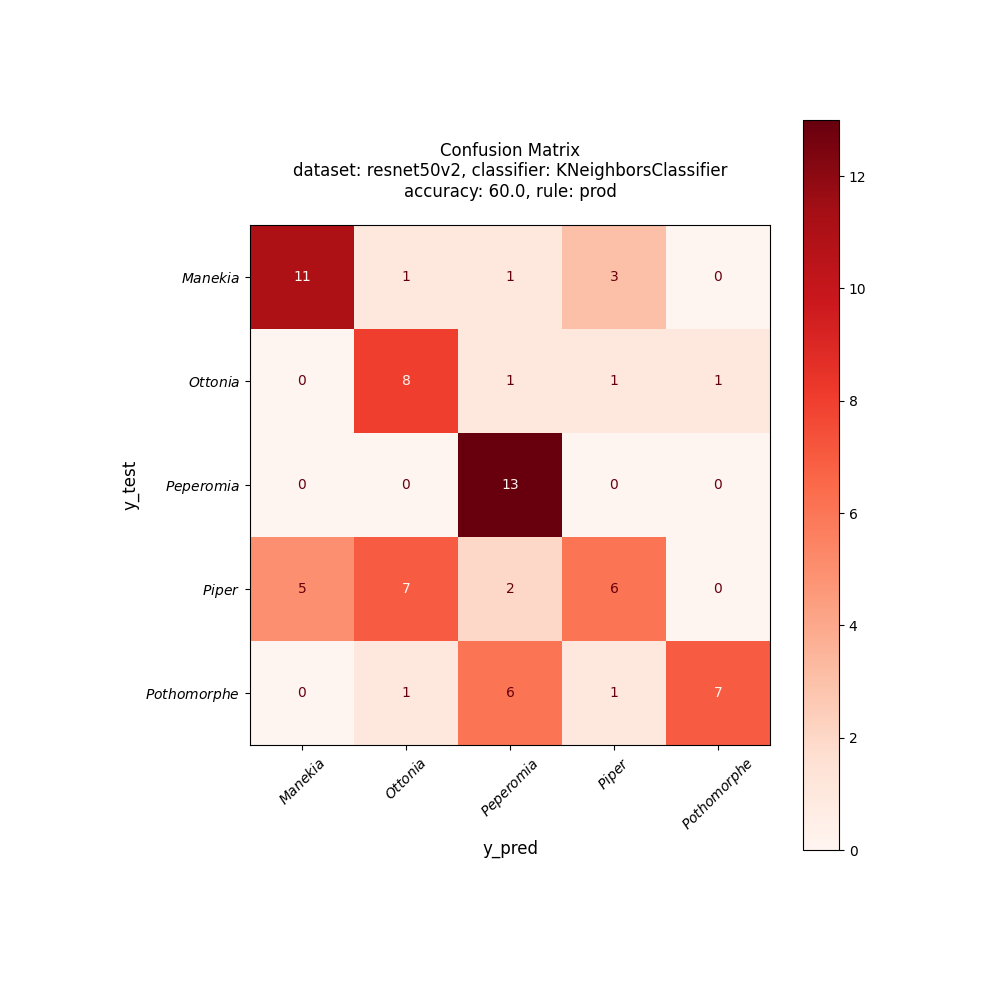 Confusion Matrix
dataset: resnet50v2, classifier: KNeighborsClassifier
accuracy: 60.0, rule: prod
y_test
Manekia 11 1 1 3 0
Ottonia 0 8 1 1 1
Peperomia 0 0 13 0 0
Piper 5 7 2 6 0
Pothomorphe 0 1 6 1 7
Manekia Ottonia Peperomia Piper Pothomorphe
y_pred
12
10
8
6
4
2
0